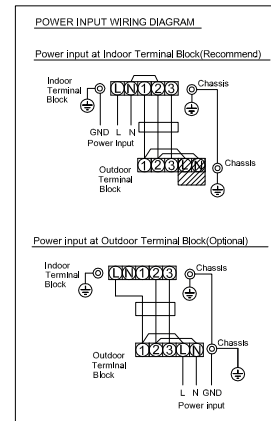 POWER INPUT WIRING DIAGRAM
Power input at Indoor Terminal Block(Recommend)
Indoor
Terminal
Block
L N 1 2 3
Chassis
GND L N
Power Input
Outdoor
Terminal
Block
1 2 3 L N
Chassis
Power input at Outdoor Terminal Block(Optional)
Indoor
Terminal
Block
L N 1 2 3
Chassis
Outdoor
Terminal
Block
1 2 3 L N
Chassis
L N GND
Power input